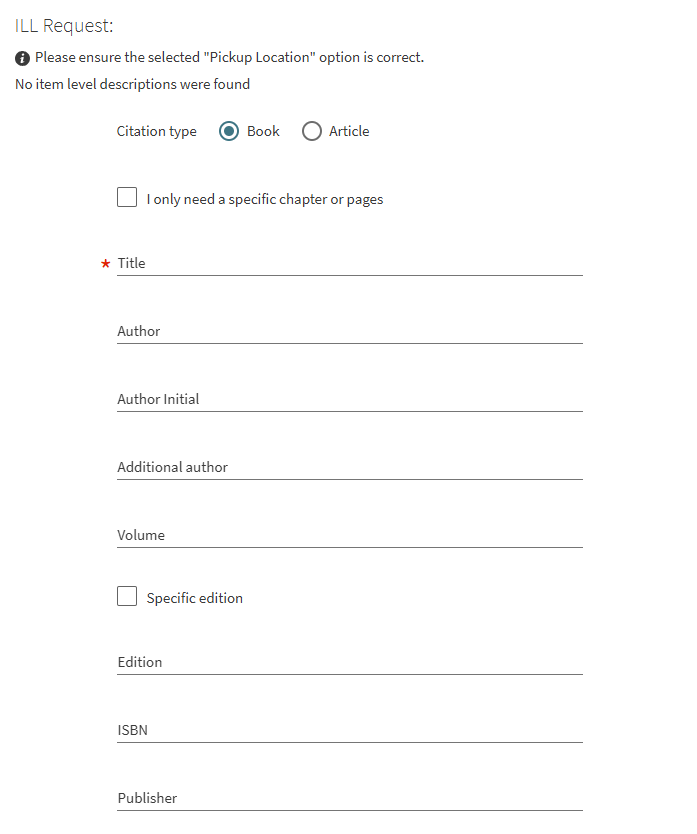 ILL Request:
Please ensure the selected "Pickup Location" option is correct.
No item level descriptions were found
Citation type Book Article
I only need a specific chapter or pages
* Title
Author
Author Initial
Additional author
Volume
Specific edition
Edition
ISBN
Publisher